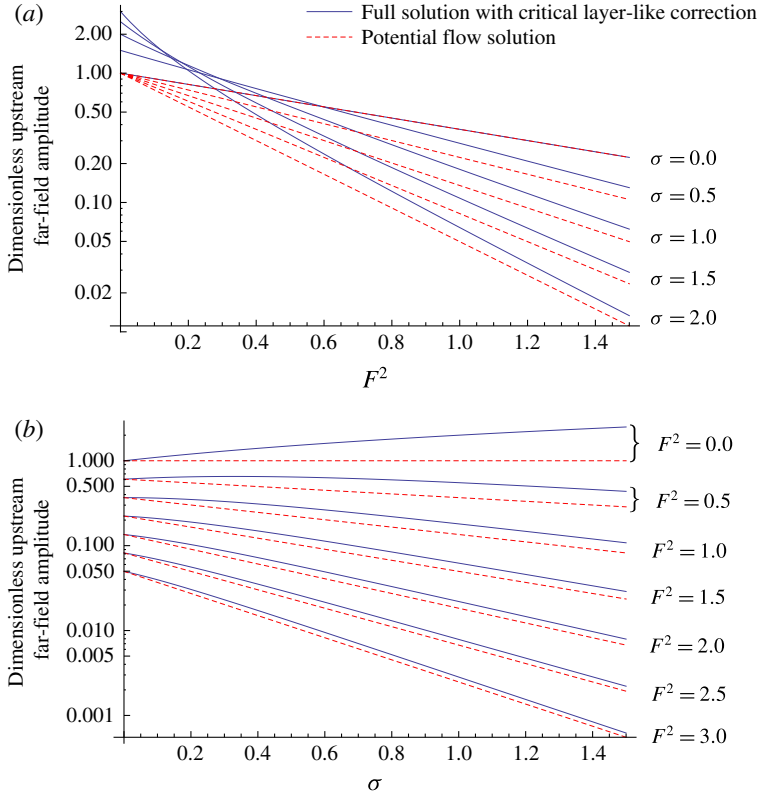 (a)
Full solution with critical layer-like correction
Potential flow solution
Dimensionless upstream
far-field amplitude
2.00
1.00
0.50
0.20
0.10
0.05
0.02
σ = 0.0
σ = 0.5
σ = 1.0
σ = 1.5
σ = 2.0
0.2 0.4 0.6 0.8 1.0 1.2 1.4
F²
(b)
Dimensionless upstream
far-field amplitude
1.000
0.500
0.100
0.050
0.010
0.005
0.001
F² = 0.0
F² = 0.5
F² = 1.0
F² = 1.5
F² = 2.0
F² = 2.5
F² = 3.0
0.2 0.4 0.6 0.8 1.0 1.2 1.4
σ